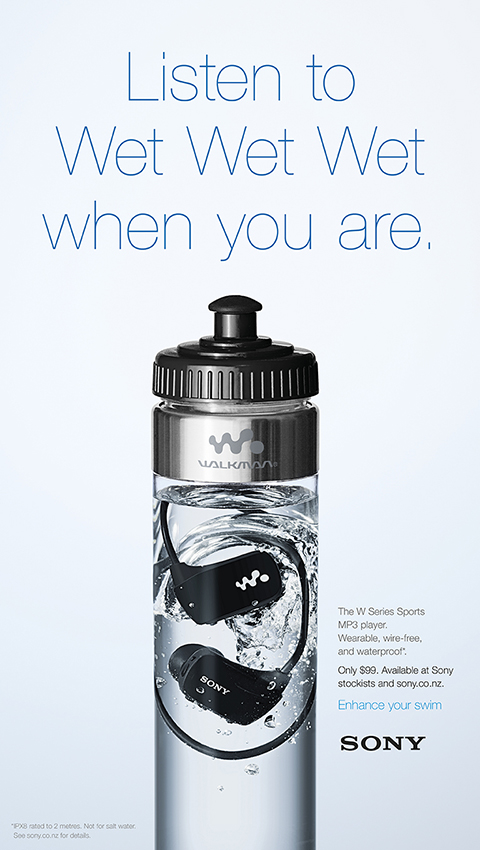 Listen to
Wet Wet Wet
when you are.
WALKMAN®
SONY
The W Series Sports
MP3 player.
Wearable, wire-free,
and waterproof*.
Only $99. Available at Sony
stockists and sony.co.nz.
Enhance your swim
SONY
*IPX8 rated to 2 metres. Not for salt water.
See sony.co.nz for details.